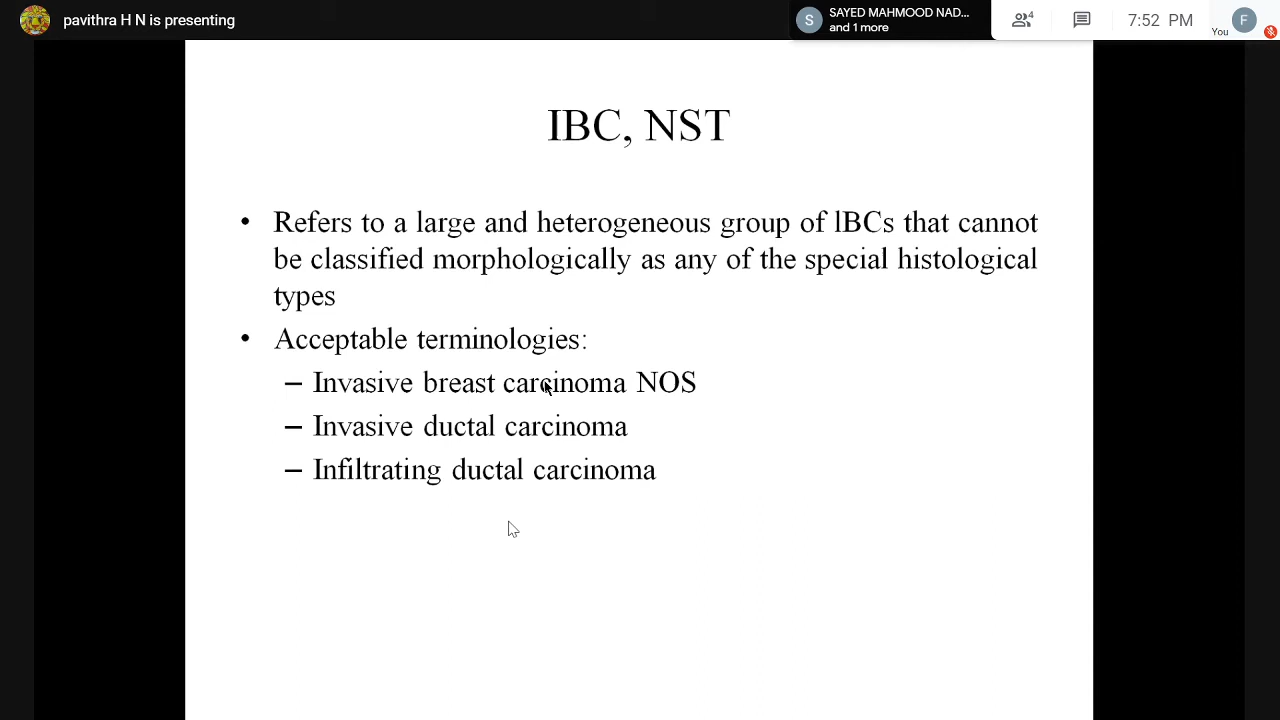 pavithra H N is presenting
S
SAYED MAHMOOD NAD...
and 1 more
4
7:52 PM
You
F
IBC, NST
• Refers to a large and heterogeneous group of lBCs that cannot
be classified morphologically as any of the special histological
types
• Acceptable terminologies:
– Invasive breast carcinoma NOS
– Invasive ductal carcinoma
– Infiltrating ductal carcinoma